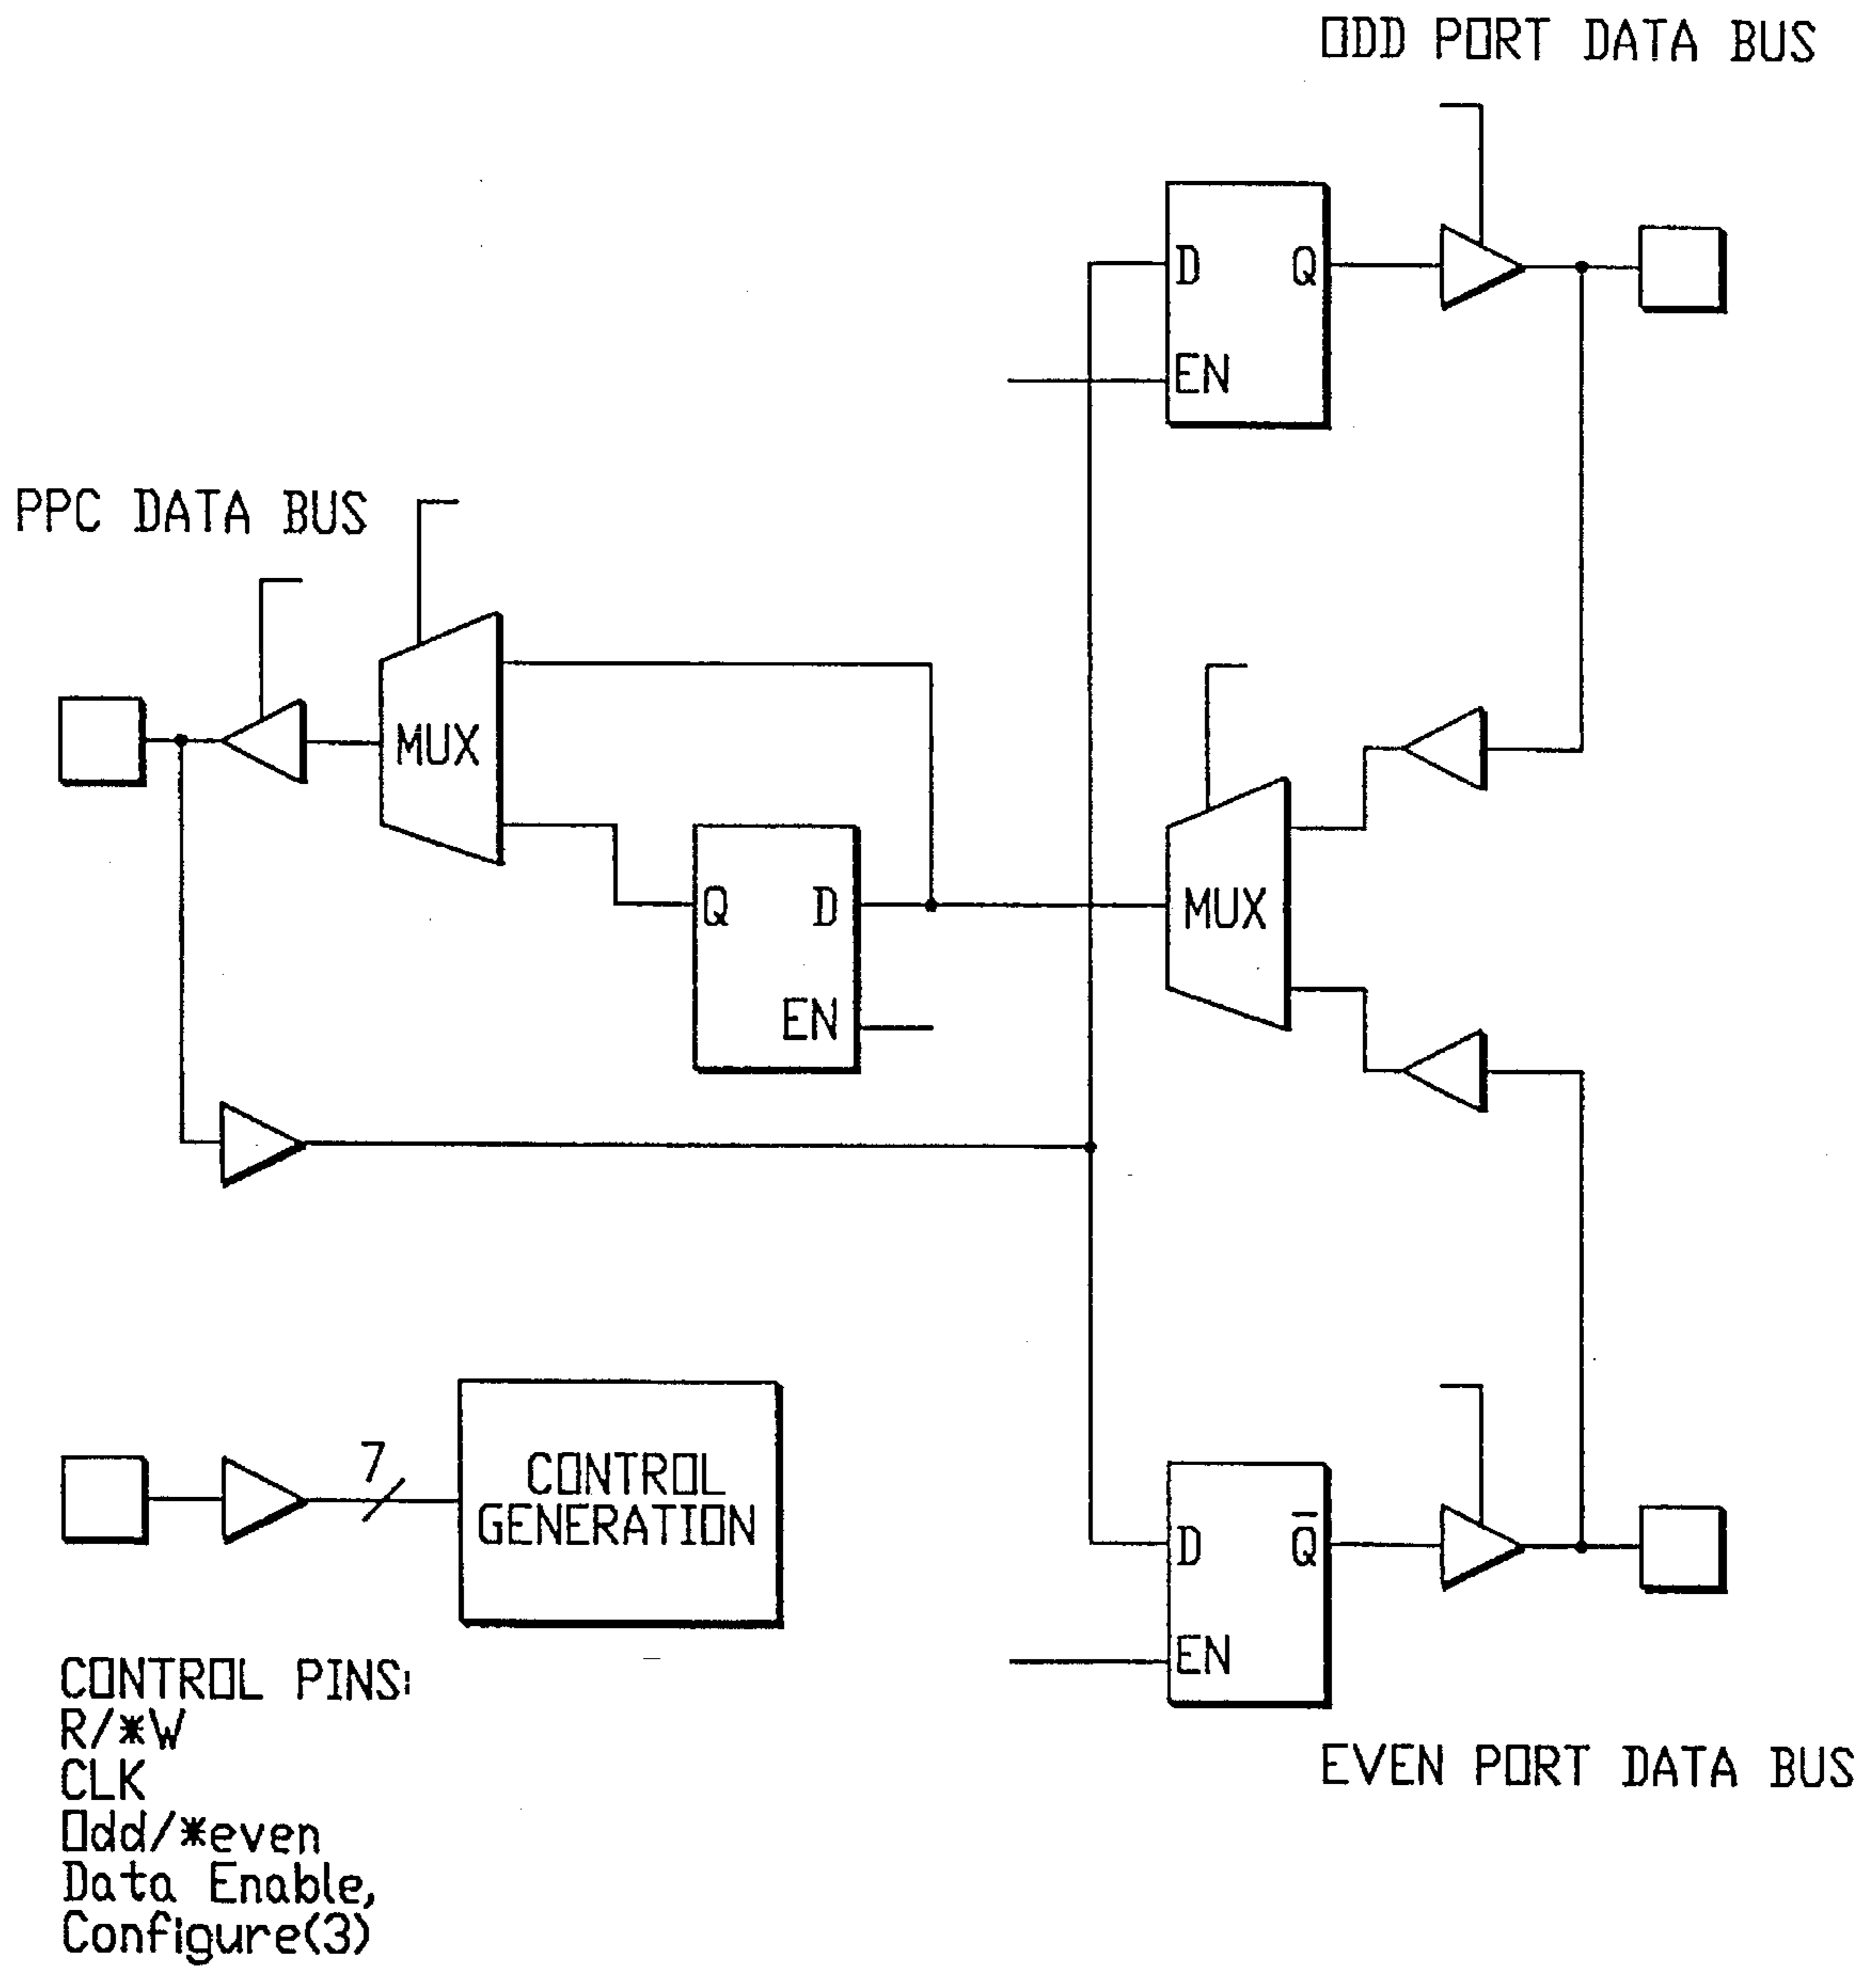 ODD PORT DATA BUS
D Q
EN
PPC DATA BUS
MUX
MUX
Q D
EN
7
CONTROL
GENERATION
D Q̅
EN
CONTROL PINS:
R/*W
CLK
Odd/*even
Data Enable,
Configure(3)
EVEN PORT DATA BUS